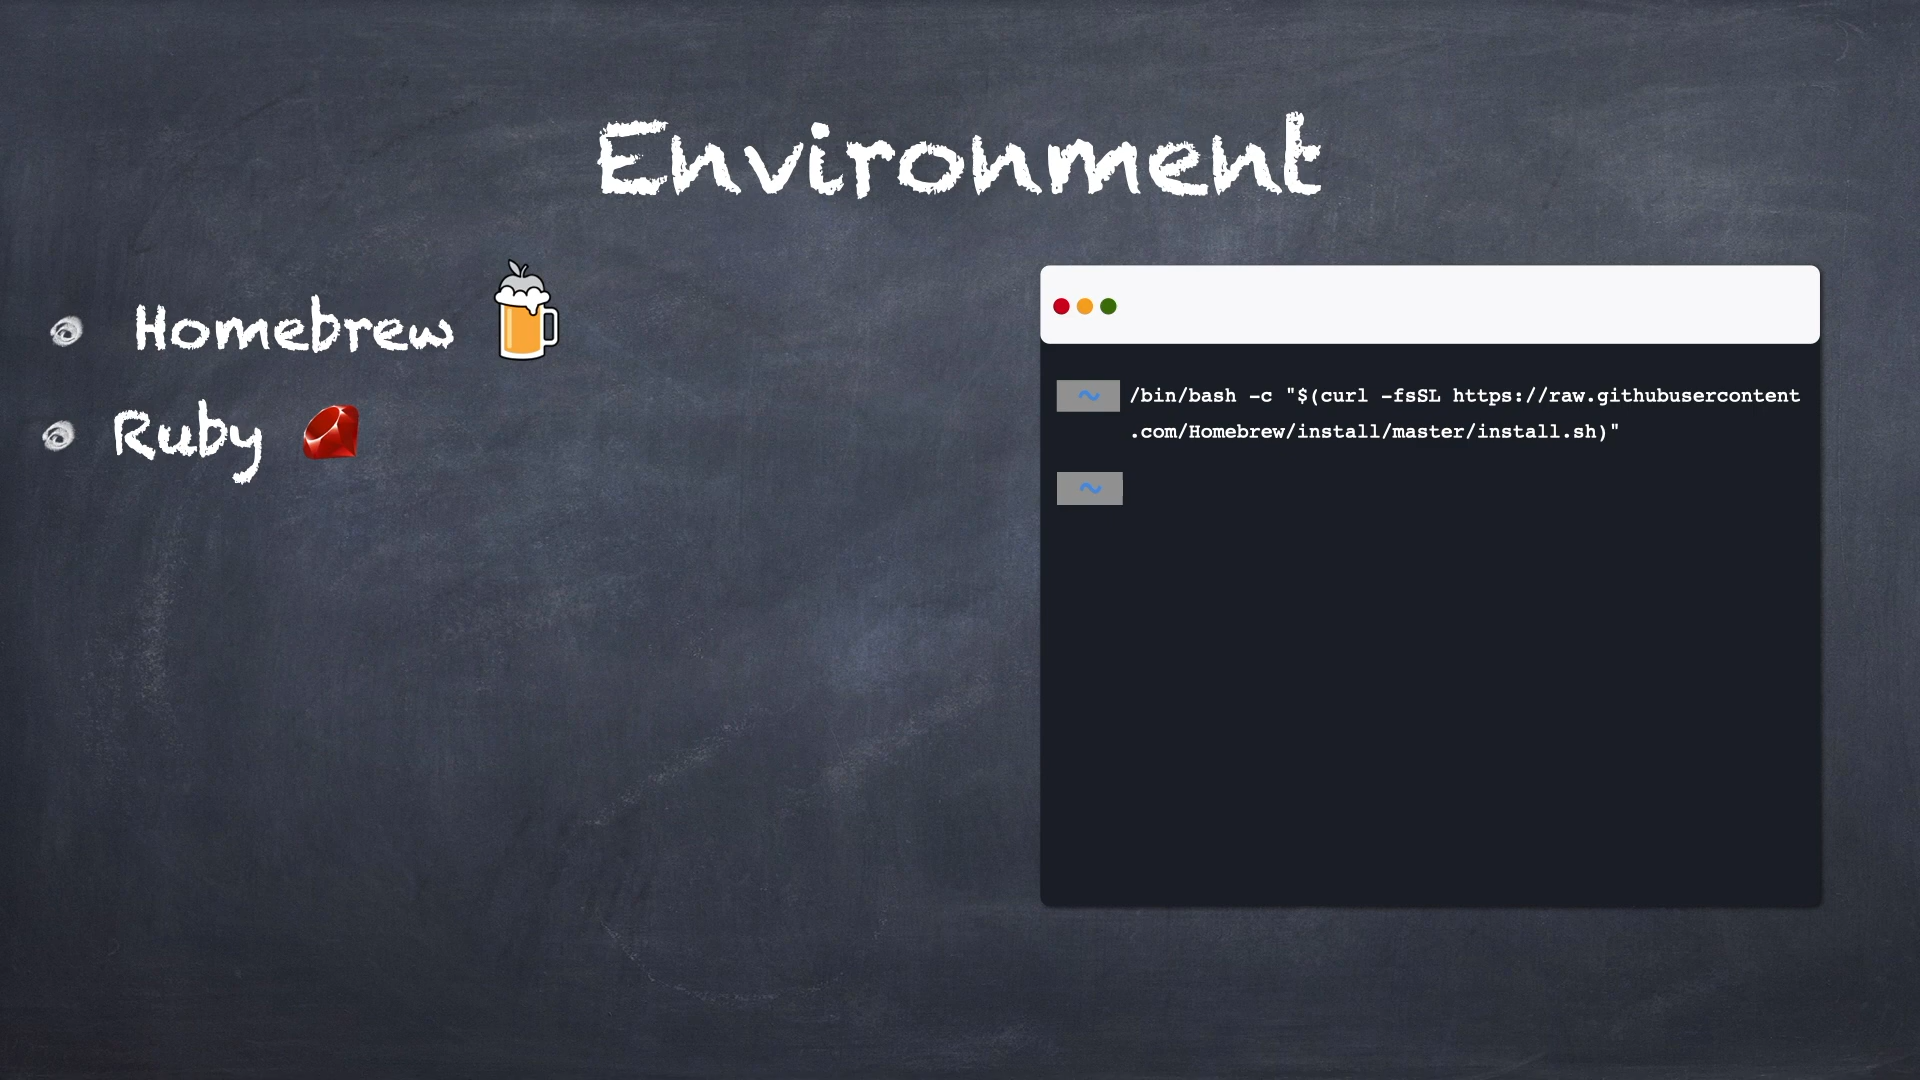 Environment
Homebrew
Ruby
~ /bin/bash -c "$(curl -fsSL https://raw.githubusercontent
.com/Homebrew/install/master/install.sh)"
~